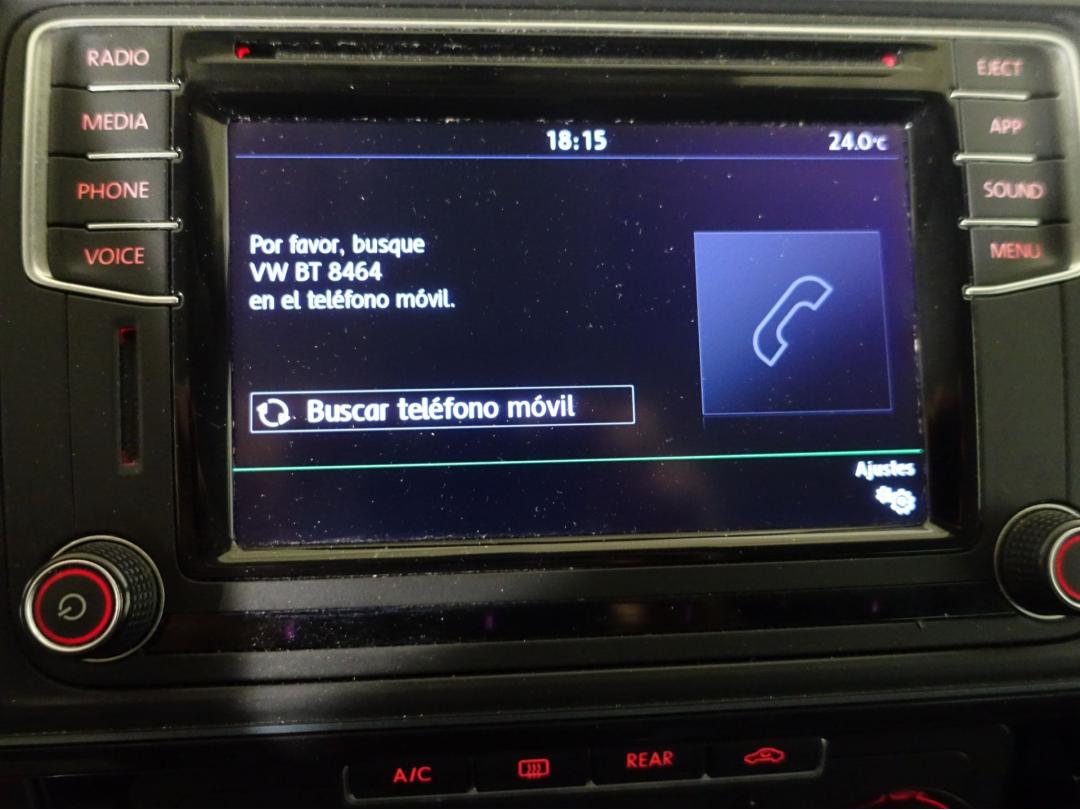 RADIO
MEDIA
PHONE
VOICE
18:15
24.0°C
Por favor, busque
VW BT 8464
en el teléfono móvil.
Buscar teléfono móvil
Ajustes
EJECT
APP
SOUND
MENU
A/C
REAR